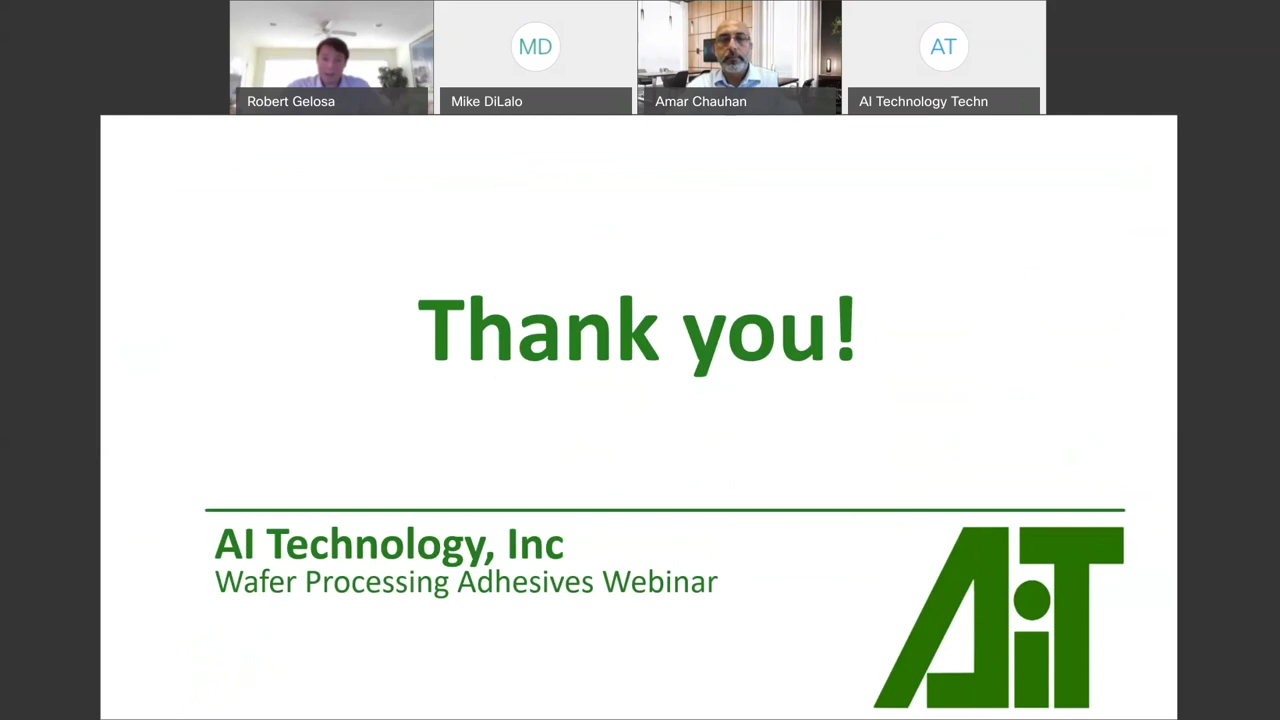 MD
AT
Robert Gelosa
Mike DiLalo
Amar Chauhan
AI Technology Techn
Thank you!
AI Technology, Inc
Wafer Processing Adhesives Webinar
AiT